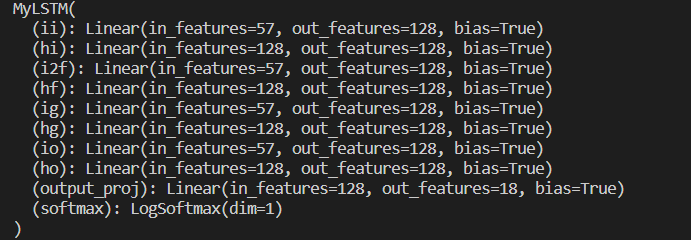 MyLSTM(
(ii): Linear(in_features=57, out_features=128, bias=True)
(hi): Linear(in_features=128, out_features=128, bias=True)
(i2f): Linear(in_features=57, out_features=128, bias=True)
(hf): Linear(in_features=128, out_features=128, bias=True)
(ig): Linear(in_features=57, out_features=128, bias=True)
(hg): Linear(in_features=128, out_features=128, bias=True)
(io): Linear(in_features=57, out_features=128, bias=True)
(ho): Linear(in_features=128, out_features=128, bias=True)
(output_proj): Linear(in_features=128, out_features=18, bias=True)
(softmax): LogSoftmax(dim=1)
)